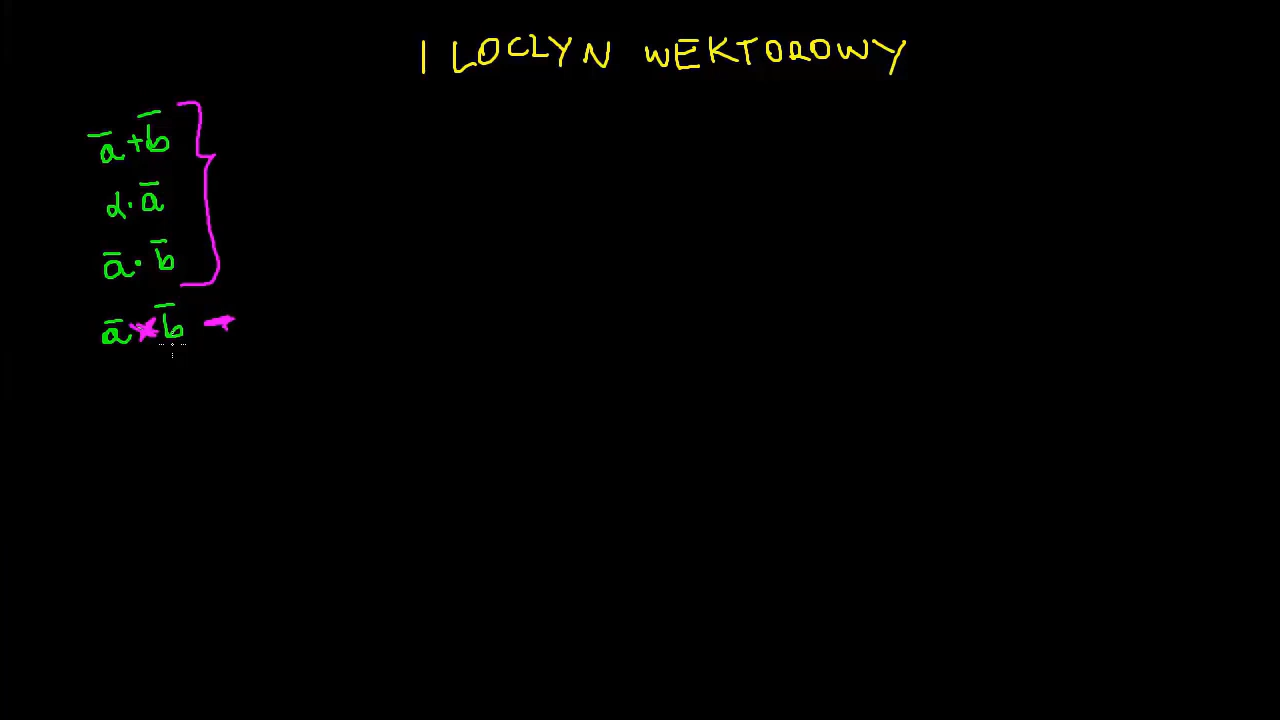 ILOCZYN WEKTOROWY
a̅ + b̅
α · a̅
a̅ · b̅
a̅ × b̅ -